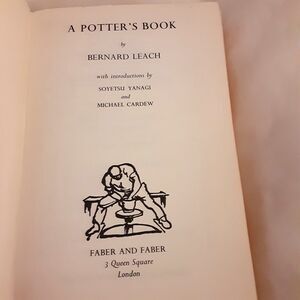 A POTTER'S BOOK
by
BERNARD LEACH
with introductions by
SOYETSU YANAGI
and
MICHAEL CARDEW
FABER AND FABER
3 Queen Square
London